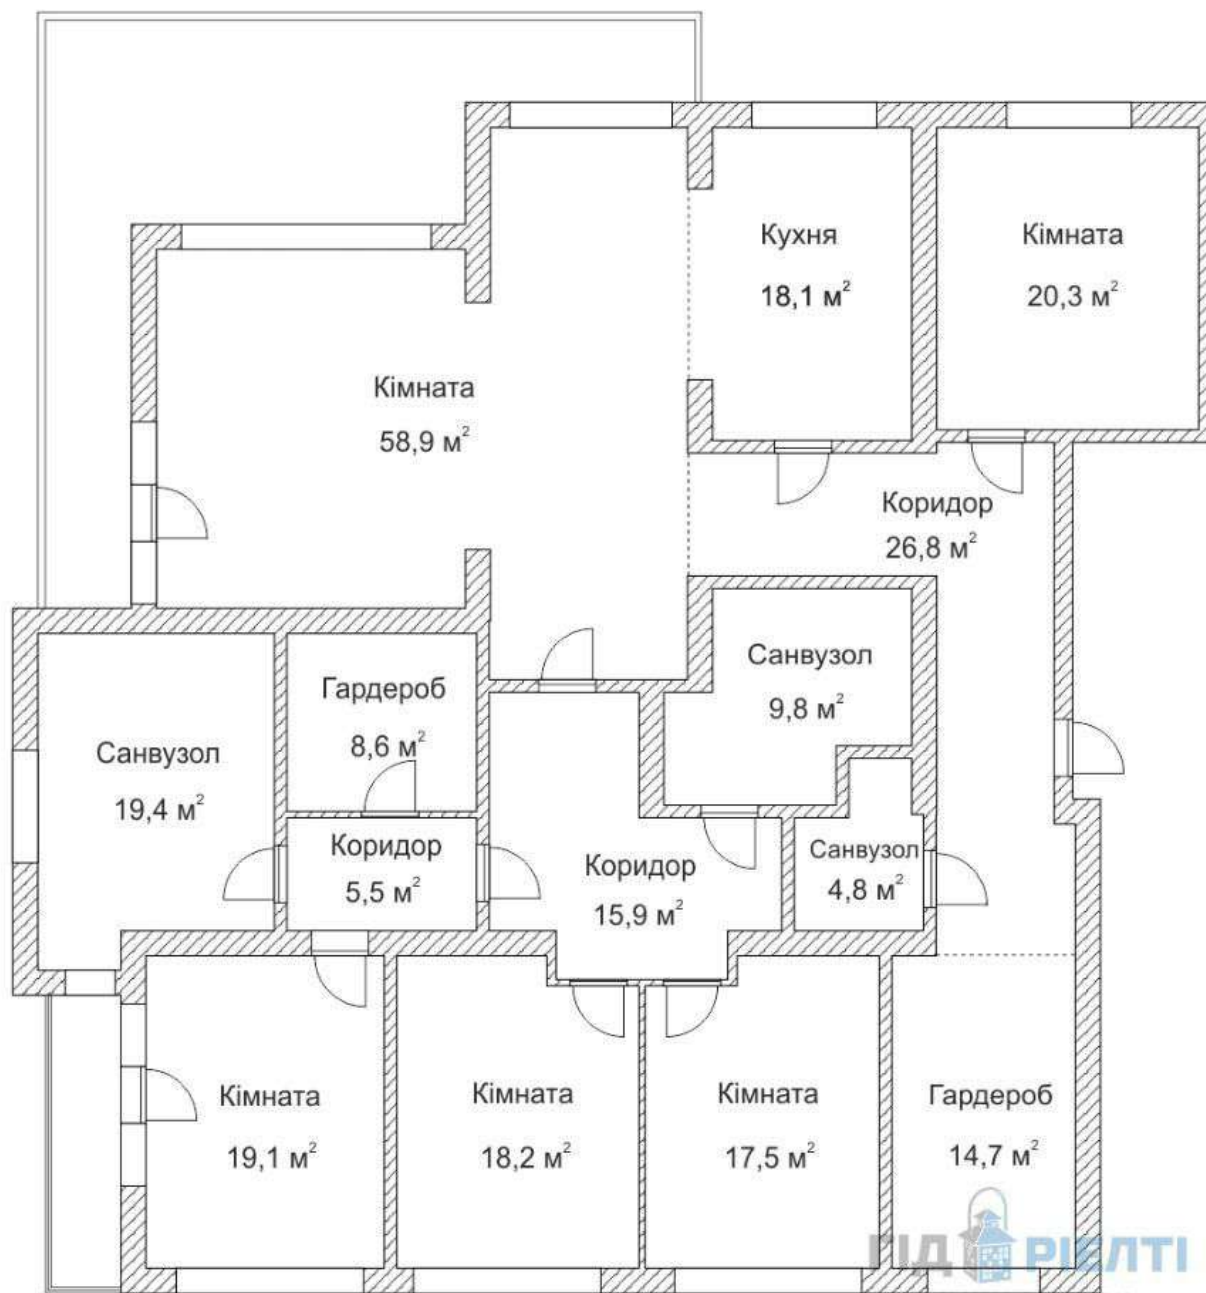 Кухня
18,1 м²
Кімната
20,3 м²
Кімната
58,9 м²
Коридор
26,8 м²
Санвузол
9,8 м²
Гардероб
8,6 м²
Санвузол
19,4 м²
Коридор
5,5 м²
Коридор
15,9 м²
Санвузол
4,8 м²
Кімната
19,1 м²
Кімната
18,2 м²
Кімната
17,5 м²
Гардероб
14,7 м²
ГІД РІЕЛТІ